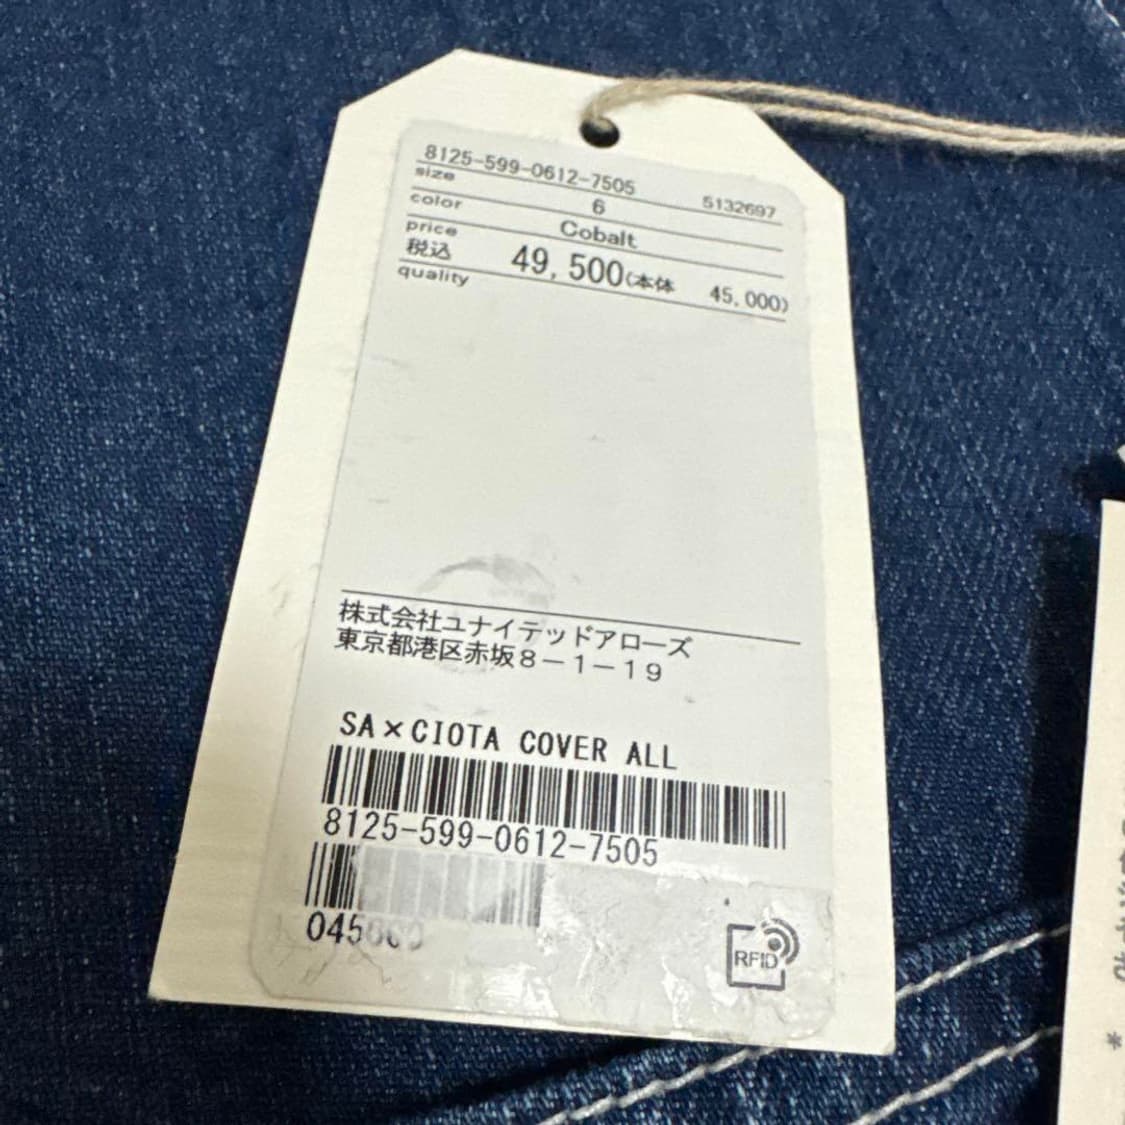 8125-599-0612-7505
5132697
size 6
color Cobalt
price
税込 49,500(本体 45,000)
quality
株式会社ユナイテッドアローズ
東京都港区赤坂8-1-19
SA×CIOTA COVER ALL
8125-599-0612-7505
RFID